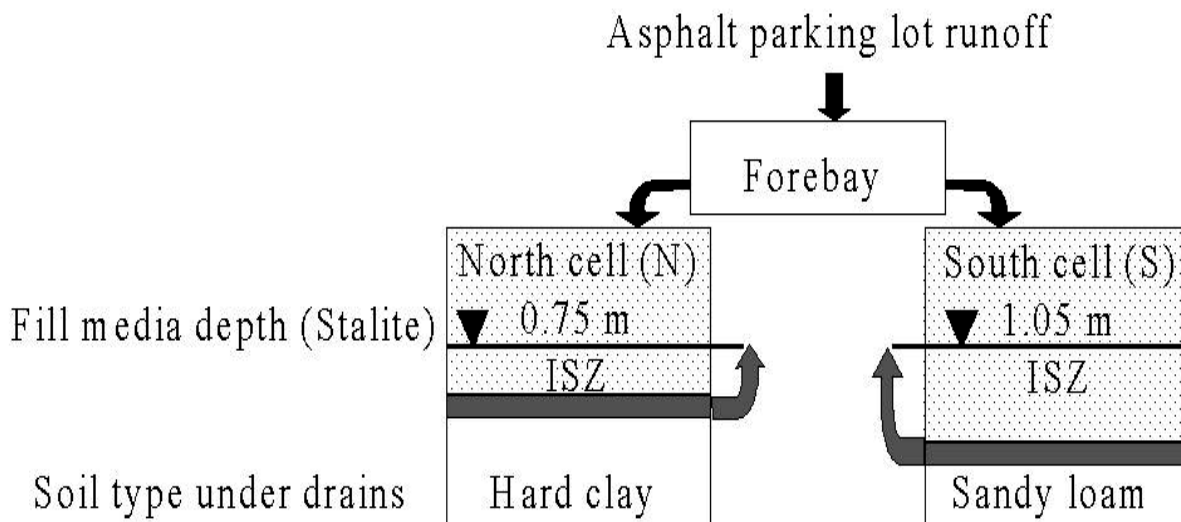 Asphalt parking lot runoff
Forebay
North cell (N)
South cell (S)
Fill media depth (Stalite)
0.75 m
1.05 m
ISZ
ISZ
Soil type under drains
Hard clay
Sandy loam